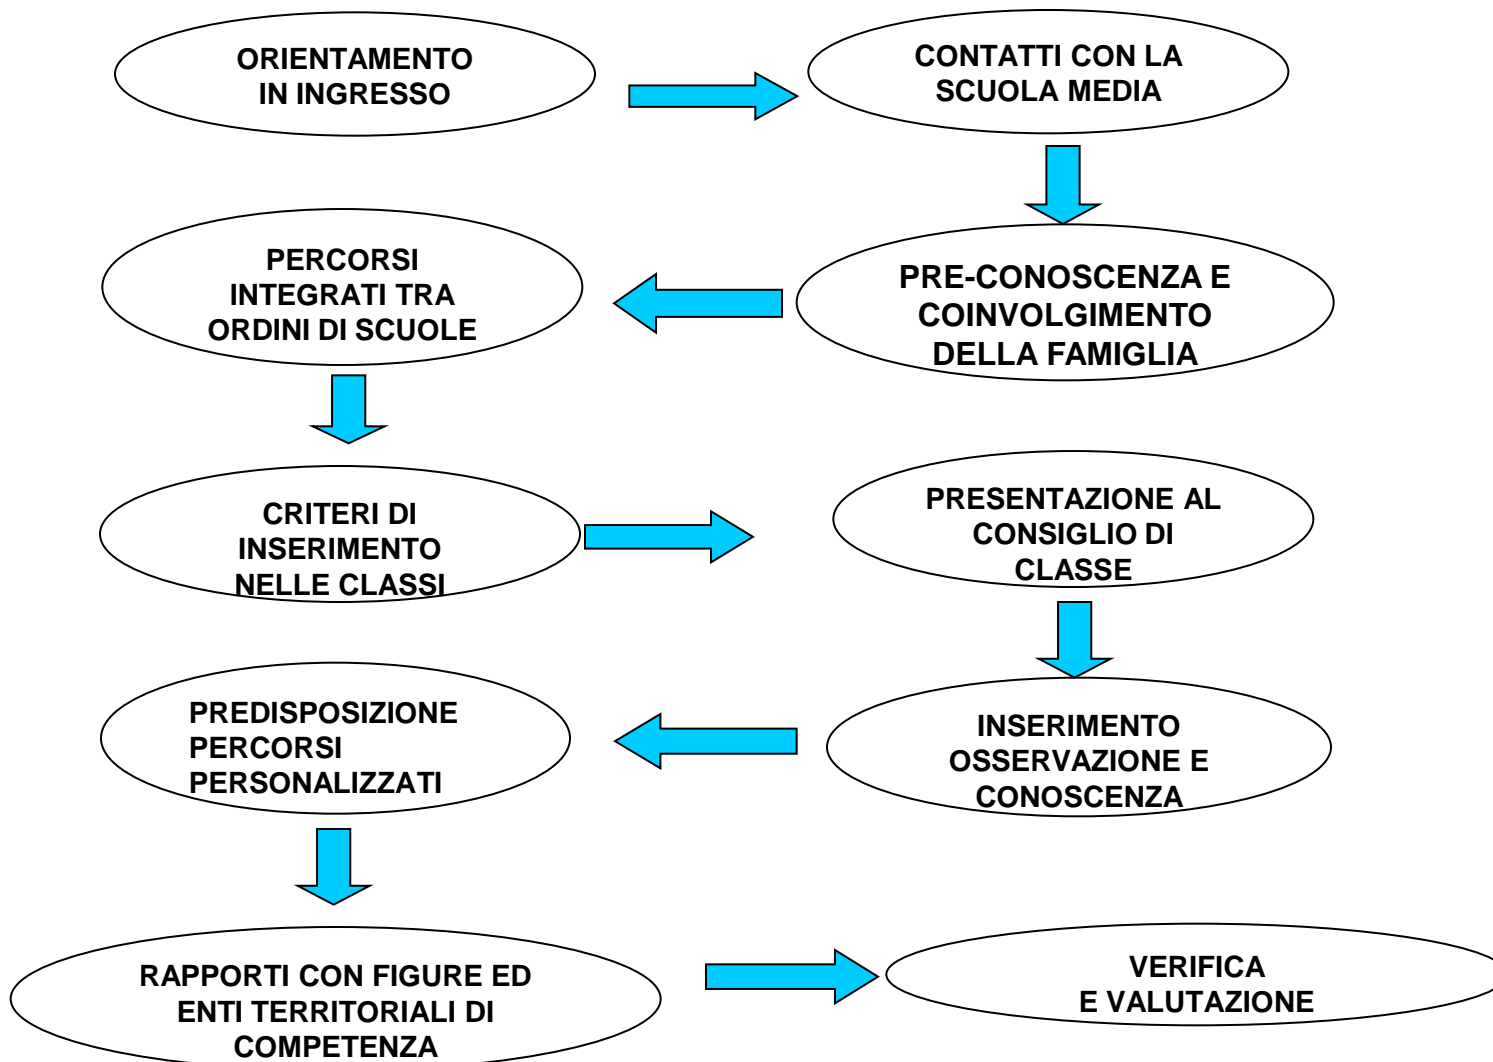 ORIENTAMENTO
IN INGRESSO
CONTATTI CON LA
SCUOLA MEDIA
PRE-CONOSCENZA E
COINVOLGIMENTO
DELLA FAMIGLIA
PERCORSI
INTEGRATI TRA
ORDINI DI SCUOLE
CRITERI DI
INSERIMENTO
NELLE CLASSI
PRESENTAZIONE AL
CONSIGLIO DI
CLASSE
INSERIMENTO
OSSERVAZIONE E
CONOSCENZA
PREDISPOSIZIONE
PERCORSI
PERSONALIZZATI
RAPPORTI CON FIGURE ED
ENTI TERRITORIALI DI
COMPETENZA
VERIFICA
E VALUTAZIONE